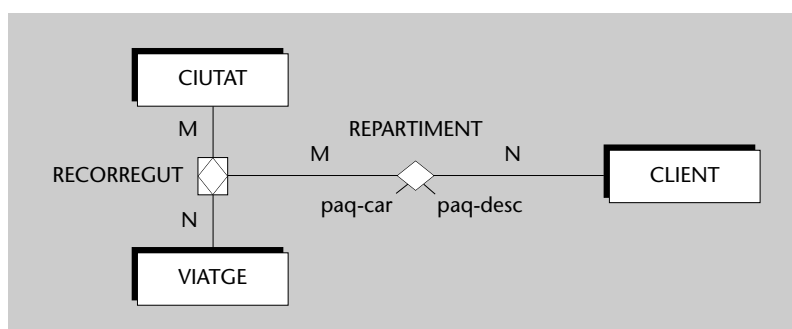 CIUTAT
M
REPARTIMENT
RECORREGUT
M
N
CLIENT
paq-car
paq-desc
N
VIATGE